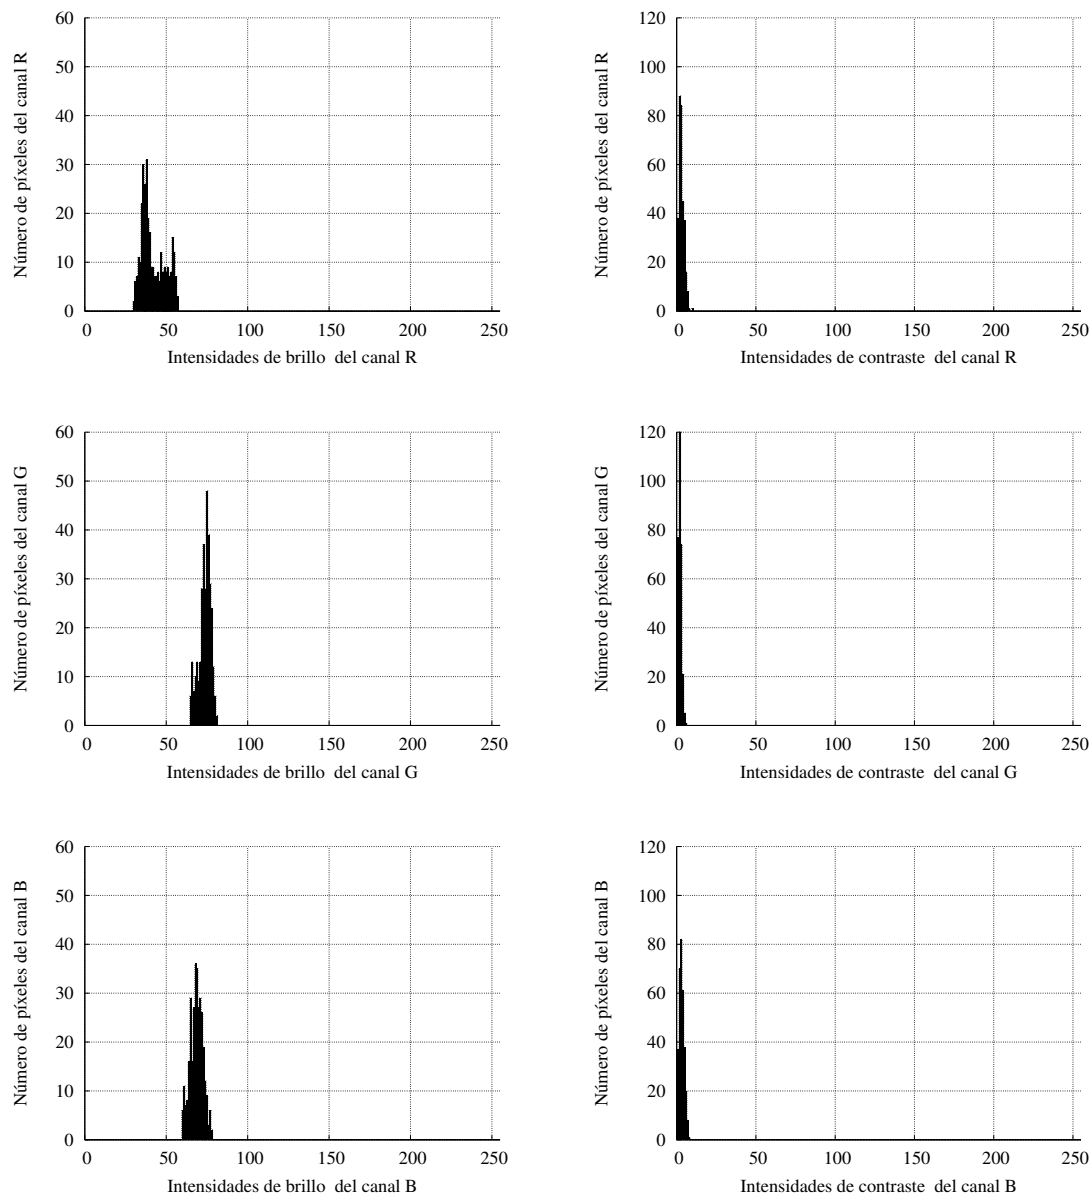 60
50
40
30
20
10
0
0 50 100 150 200 250
Número de píxeles del canal R
Intensidades de brillo del canal R
120
100
80
60
40
20
0
0 50 100 150 200 250
Número de píxeles del canal R
Intensidades de contraste del canal R
60
50
40
30
20
10
0
0 50 100 150 200 250
Número de píxeles del canal G
Intensidades de brillo del canal G
120
100
80
60
40
20
0
0 50 100 150 200 250
Número de píxeles del canal G
Intensidades de contraste del canal G
60
50
40
30
20
10
0
0 50 100 150 200 250
Número de píxeles del canal B
Intensidades de brillo del canal B
120
100
80
60
40
20
0
0 50 100 150 200 250
Número de píxeles del canal B
Intensidades de contraste del canal B